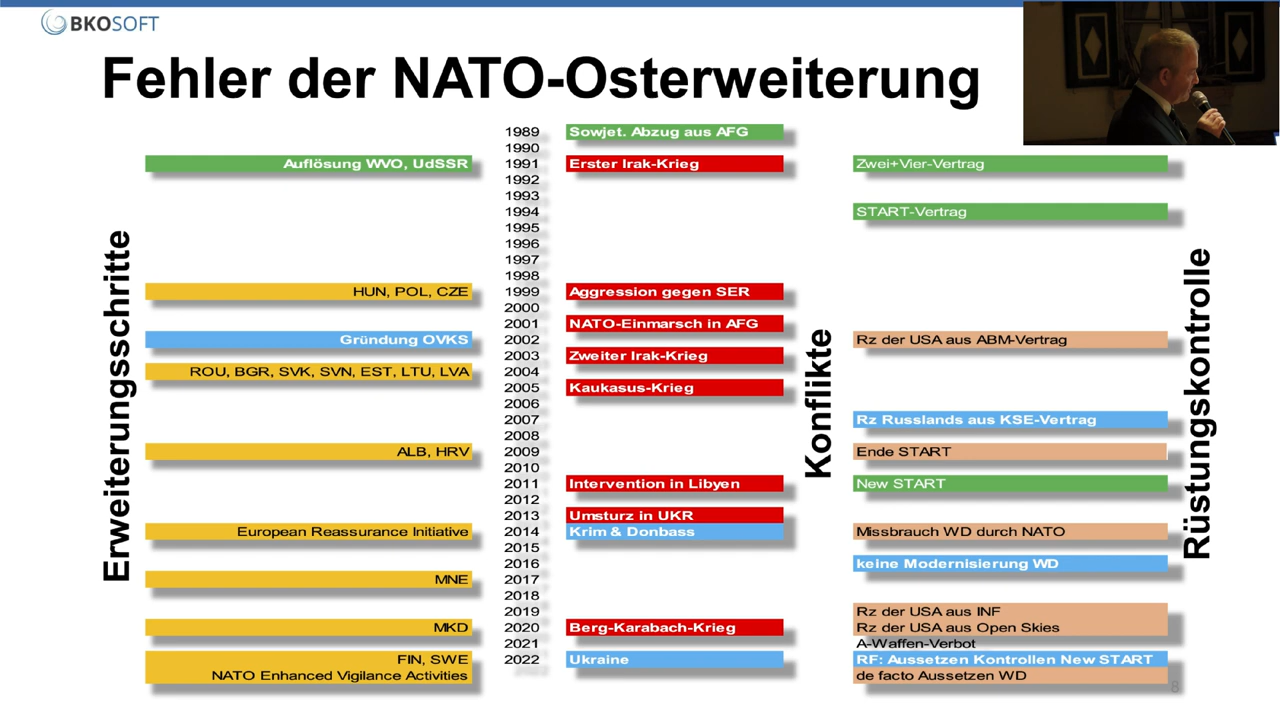 BKOSOFT
Fehler der NATO-Osterweiterung
Erweiterungsschritte
Auflösung WVO, UdSSR
HUN, POL, CZE
Gründung OVKS
ROU, BGR, SVK, SVN, EST, LTU, LVA
ALB, HRV
European Reassurance Initiative
MNE
MKD
FIN, SWE
NATO Enhanced Vigilance Activities
1989
1990
1991
1992
1993
1994
1995
1996
1997
1998
1999
2000
2001
2002
2003
2004
2005
2006
2007
2008
2009
2010
2011
2012
2013
2014
2015
2016
2017
2018
2019
2020
2021
2022
Sowjet. Abzug aus AFG
Erster Irak-Krieg
Aggression gegen SER
NATO-Einmarsch in AFG
Zweiter Irak-Krieg
Kaukasus-Krieg
Intervention in Libyen
Umsturz in UKR
Krim & Donbass
Berg-Karabach-Krieg
Ukraine
Konflikte
Zwei+Vier-Vertrag
START-Vertrag
Rz der USA aus ABM-Vertrag
Rz Russlands aus KSE-Vertrag
Ende START
New START
Missbrauch WD durch NATO
keine Modernisierung WD
Rz der USA aus INF
Rz der USA aus Open Skies
A-Waffen-Verbot
RF: Aussetzen Kontrollen New START
de facto Aussetzen WD
Rüstungskontrolle
8